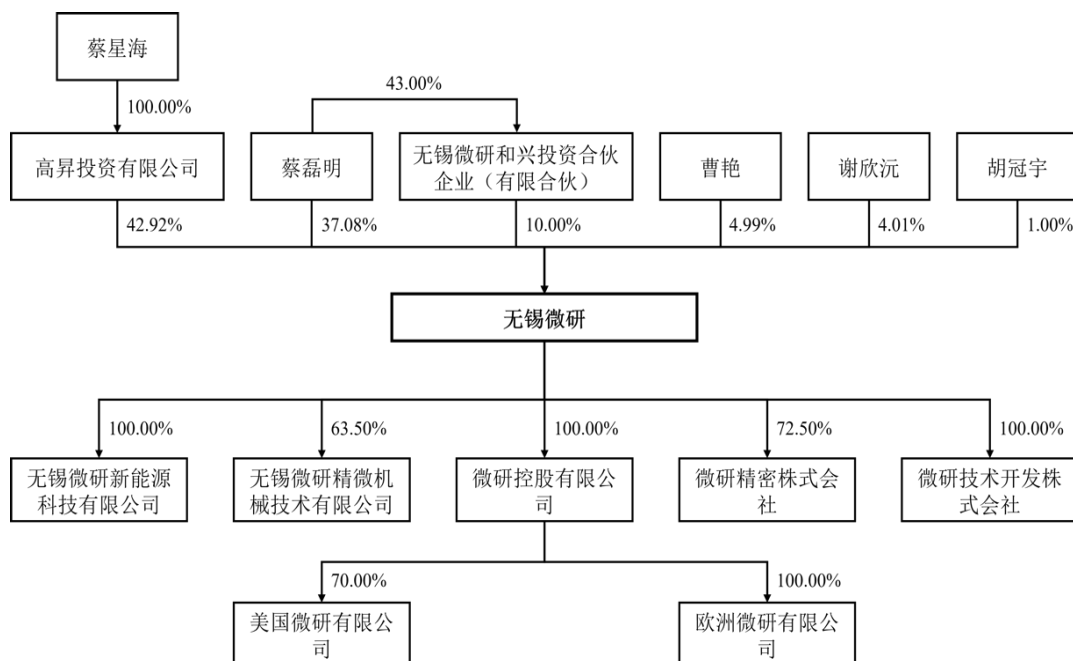 蔡星海
100.00%
43.00%
高昇投资有限公司
蔡磊明
无锡微研和兴投资合伙
企业（有限合伙）
曹艳
谢欣沅
胡冠宇
42.92%
37.08%
10.00%
4.99%
4.01%
1.00%
无锡微研
100.00%
63.50%
100.00%
72.50%
100.00%
无锡微研新能源
科技有限公司
无锡微研精微机
械技术有限公司
微研控股有限公
司
微研精密株式会
社
微研技术开发株
式会社
70.00%
100.00%
美国微研有限公
司
欧洲微研有限公
司